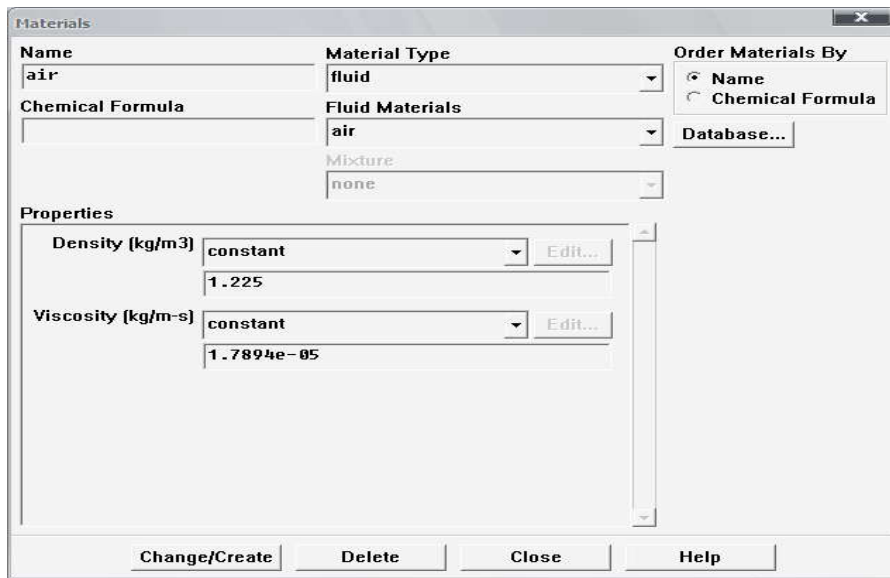 Materials
Name
air
Material Type
fluid
Order Materials By
Name
Chemical Formula
Chemical Formula
Fluid Materials
air
Database...
Mixture
none
Properties
Density (kg/m3) constant Edit...
1.225
Viscosity (kg/m-s) constant Edit...
1.7894e-05
Change/Create Delete Close Help